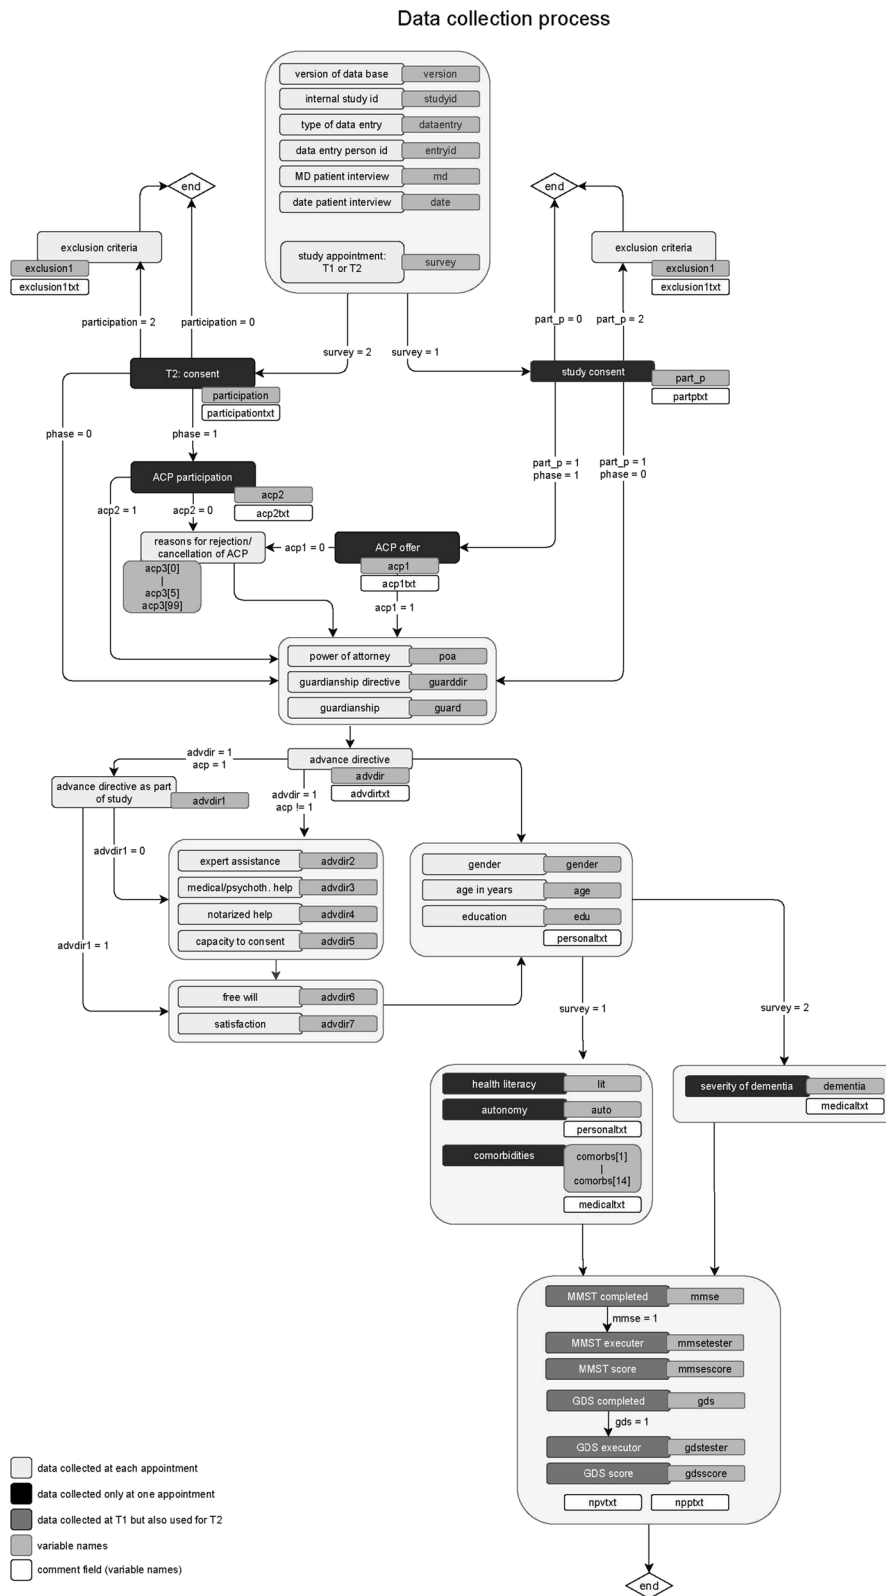 Data collection process
version of data base version
internal study id studyid
type of data entry dataentry
data entry person id entryid
MD patient interview md
date patient interview date
study appointment:
T1 or T2
survey
end
end
exclusion criteria
exclusion1
exclusion1txt
exclusion criteria
exclusion1
exclusion1txt
participation = 2
participation = 0
part_p = 0
part_p = 2
survey = 2
survey = 1
T2: consent
participation
participationtxt
study consent
part_p
partptxt
phase = 0
phase = 1
ACP participation
acp2
acp2txt
part_p = 1
phase = 1
part_p = 1
phase = 0
acp2 = 1
acp2 = 0
reasons for rejection/
cancellation of ACP
acp3[0]
|
acp3[5]
acp3[99]
acp1 = 0
ACP offer
acp1
acp1txt
acp1 = 1
power of attorney poa
guardianship directive guarddir
guardianship guard
advdir = 1
acp = 1
advance directive
advdir
advdirtxt
advance directive as part
of study
advdir1
advdir = 1
acp != 1
advdir1 = 0
expert assistance advdir2
medical/psychoth. help advdir3
notarized help advdir4
capacity to consent advdir5
gender gender
age in years age
education edu
personaltxt
advdir1 = 1
free will advdir6
satisfaction advdir7
survey = 1
survey = 2
health literacy lit
autonomy auto
personaltxt
comorbidities
comorbs[1]
|
comorbs[14]
medicaltxt
severity of dementia dementia
medicaltxt
MMST completed mmse
mmse = 1
MMST executer mmsetester
MMST score mmsescore
GDS completed gds
gds = 1
GDS executor gdstester
GDS score gdsscore
npvtxt npptxt
end
data collected at each appointment
data collected only at one appointment
data collected at T1 but also used for T2
variable names
comment field (variable names)